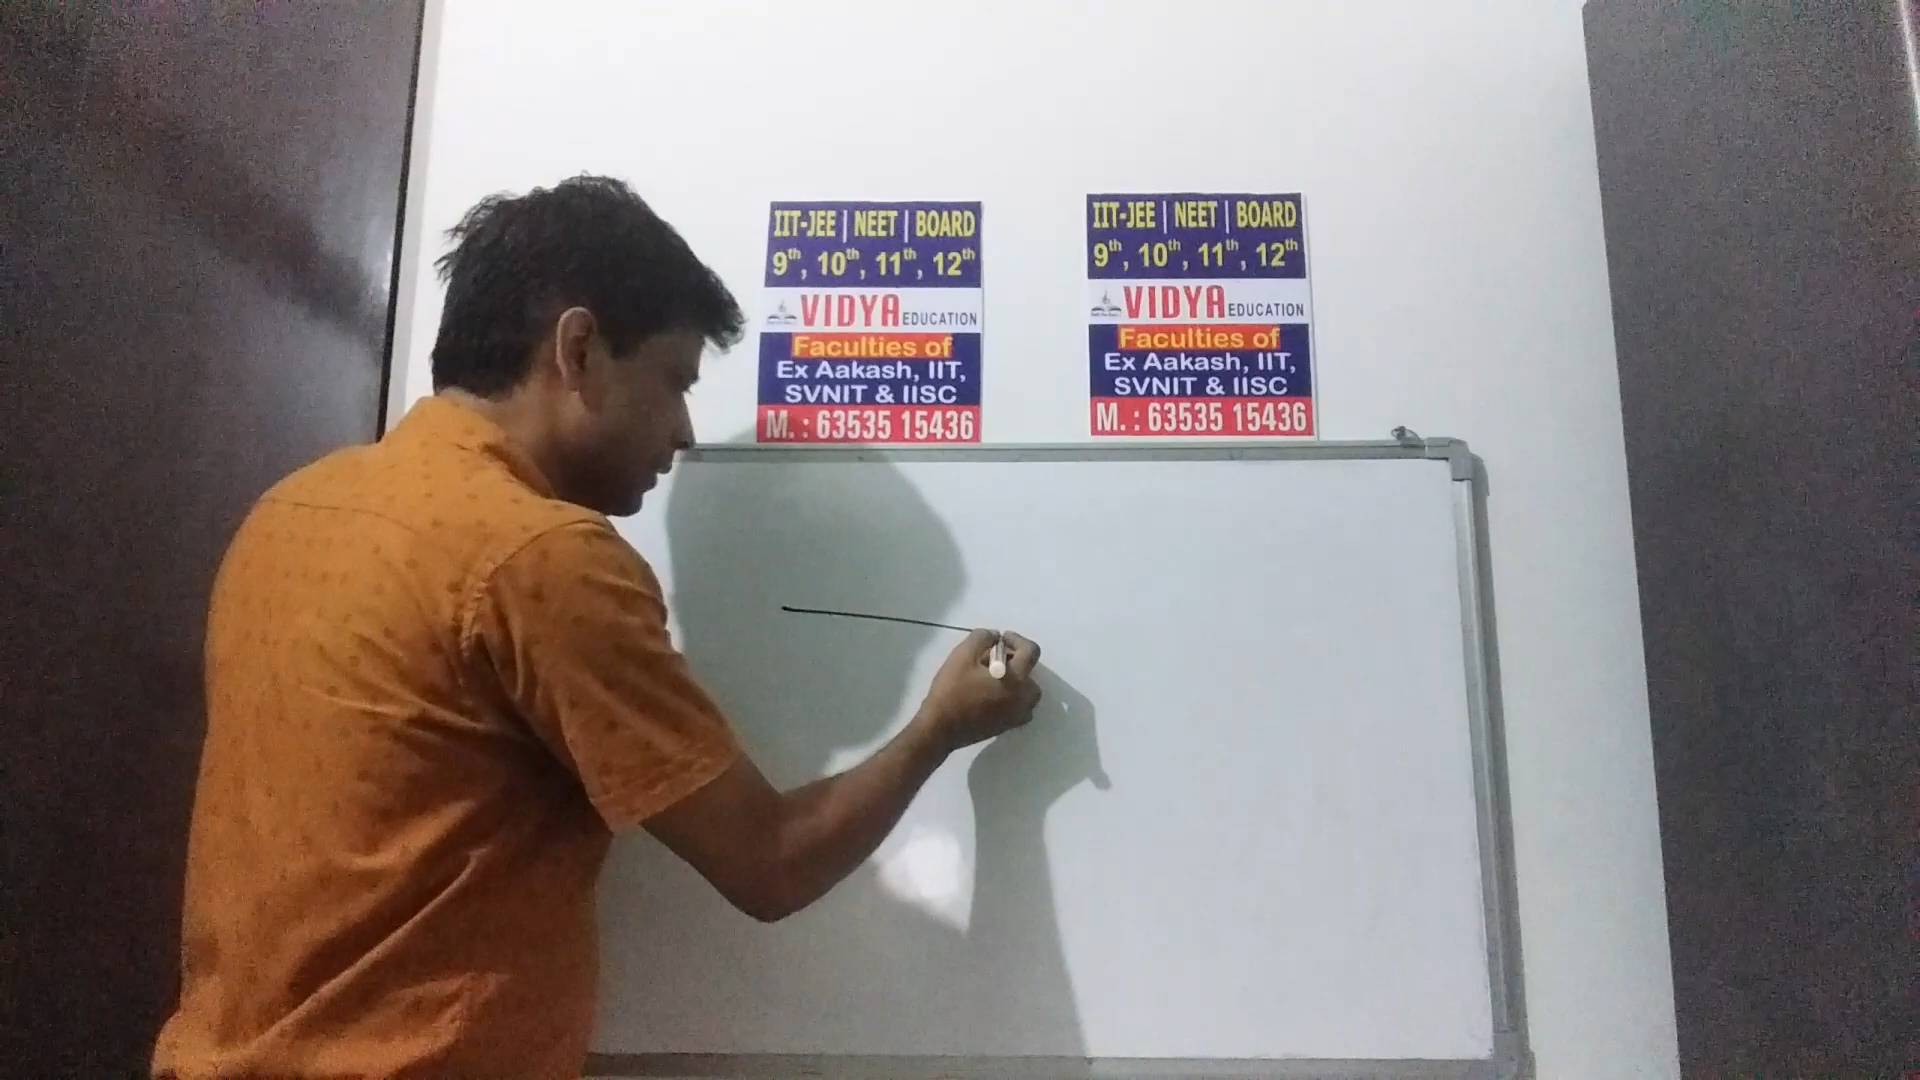 IIT-JEE | NEET | BOARD
9th, 10th, 11th, 12th
VIDYA EDUCATION
Faculties of
Ex Aakash, IIT,
SVNIT & IISC
M. : 63535 15436
IIT-JEE | NEET | BOARD
9th, 10th, 11th, 12th
VIDYA EDUCATION
Faculties of
Ex Aakash, IIT,
SVNIT & IISC
M. : 63535 15436